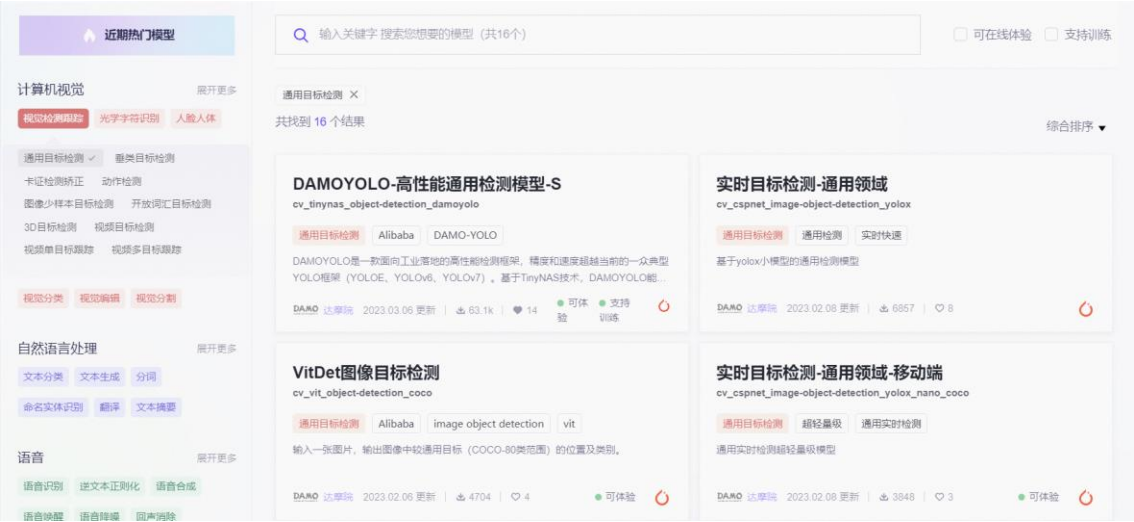 近期热门模型
输入关键字 搜索您想要的模型（共16个）
可在线体验
支持训练
计算机视觉 展开更多
视觉检测跟踪 光学字符识别 人脸人体
通用目标检测 垂类目标检测
卡证检测矫正 动作检测
图像少样本目标检测 开放词汇目标检测
3D目标检测 视频目标检测
视频单目标跟踪 视频多目标跟踪
视觉分类 视觉编辑 视觉分割
自然语言处理 展开更多
文本分类 文本生成 分词
命名实体识别 翻译 文本摘要
语音 展开更多
语音识别 逆文本正则化 语音合成
语音唤醒 语音降噪 回声消除
通用目标检测
共找到 16 个结果
综合排序
DAMOYOLO-高性能通用检测模型-S
cv_tinynas_object-detection_damoyolo
通用目标检测 Alibaba DAMO-YOLO
DAMOYOLO是一款面向工业落地的高性能检测框架，精度和速度超越当前的一众典型
YOLO框架（YOLOE、YOLOv6、YOLOv7）。基于TinyNAS技术，DAMOYOLO能...
DAMO 达摩院 2023.03.06 更新 63.1k 14 可体验 支持训练
实时目标检测-通用领域
cv_cspnet_image-object-detection_yolox
通用目标检测 通用检测 实时快速
基于yolox小模型的通用检测模型
DAMO 达摩院 2023.02.08 更新 6857 8
VitDet图像目标检测
cv_vit_object-detection_coco
通用目标检测 Alibaba image object detection vit
输入一张图片，输出图像中较通用目标（COCO-80类范围）的位置及类别。
DAMO 达摩院 2023.02.06 更新 4704 4 可体验
实时目标检测-通用领域-移动端
cv_cspnet_image-object-detection_yolox_nano_coco
通用目标检测 超轻量级 通用实时检测
通用实时检测超轻量级模型
DAMO 达摩院 2023.02.08 更新 3848 3 可体验